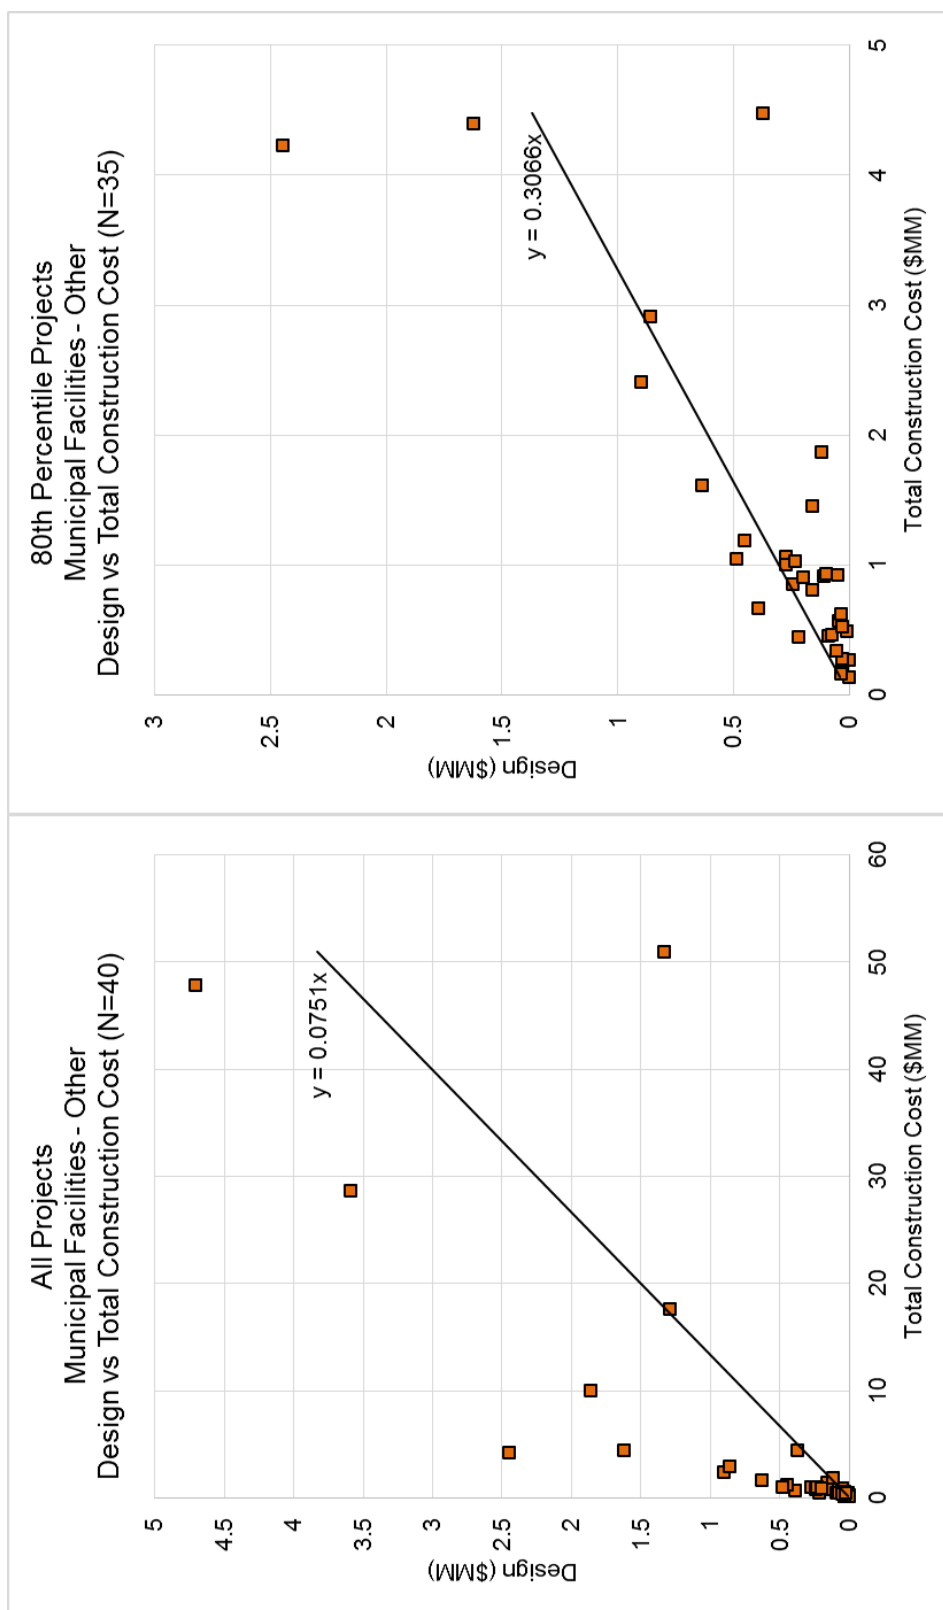 All Projects
Municipal Facilities - Other
Design vs Total Construction Cost (N=40)
5
4.5
4
3.5
3
2.5
2
1.5
1
0.5
0
Design ($MM)
y = 0.0751x
0
10
20
30
40
50
60
Total Construction Cost ($MM)
80th Percentile Projects
Municipal Facilities - Other
Design vs Total Construction Cost (N=35)
3
2.5
2
1.5
1
0.5
0
Design ($MM)
y = 0.3066x
0
1
2
3
4
5
Total Construction Cost ($MM)